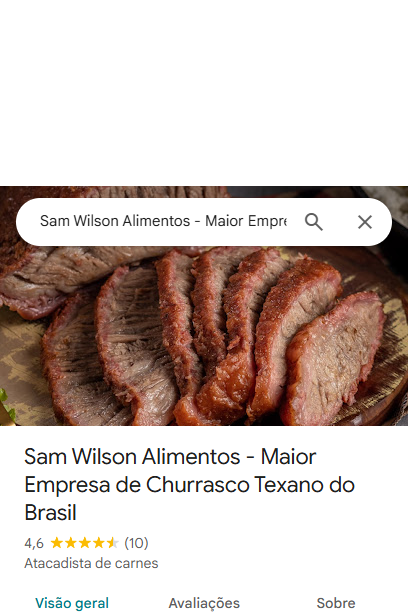 Sam Wilson Alimentos - Maior Empre
Sam Wilson Alimentos - Maior
Empresa de Churrasco Texano do
Brasil
4,6 (10)
Atacadista de carnes
Visão geral Avaliações Sobre